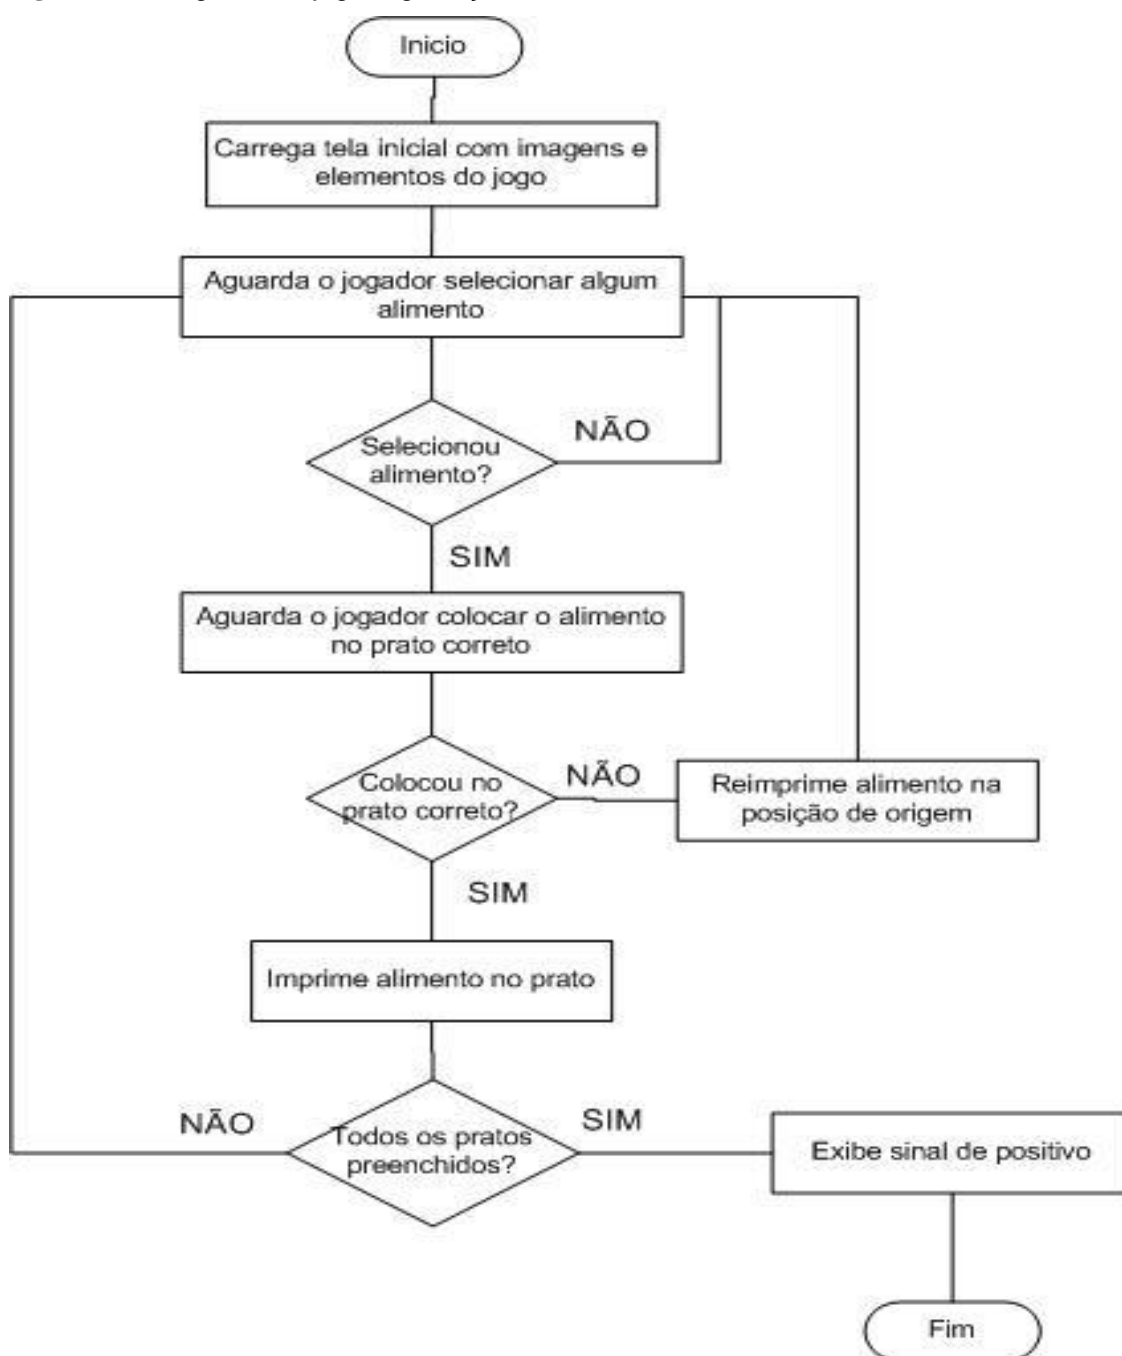 Inicio
Carrega tela inicial com imagens e
elementos do jogo
Aguarda o jogador selecionar algum
alimento
Selecionou
alimento?
NÃO
SIM
Aguarda o jogador colocar o alimento
no prato correto
Colocou no
prato correto?
NÃO
Reimprime alimento na
posição de origem
SIM
Imprime alimento no prato
NÃO
Todos os pratos
preenchidos?
SIM
Exibe sinal de positivo
Fim